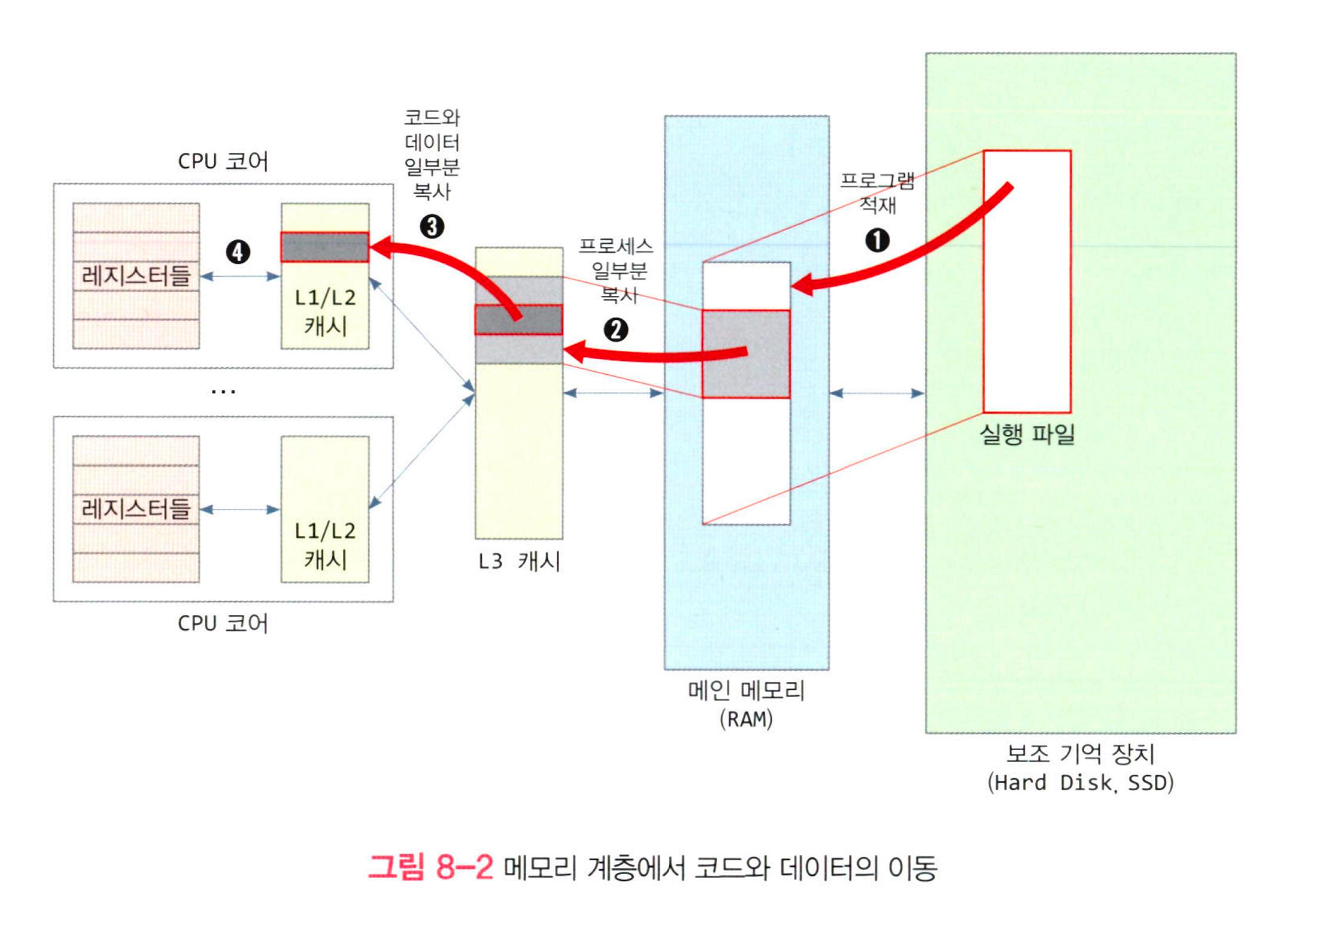 CPU 코어
레지스터들
❹
L1/L2
캐시
코드와
데이터
일부분
복사
❸
...
레지스터들
L1/L2
캐시
CPU 코어
L3 캐시
프로세스
일부분
복사
❷
프로그램
적재
❶
메인 메모리
(RAM)
실행 파일
보조 기억 장치
(Hard Disk, SSD)
그림 8-2 메모리 계층에서 코드와 데이터의 이동